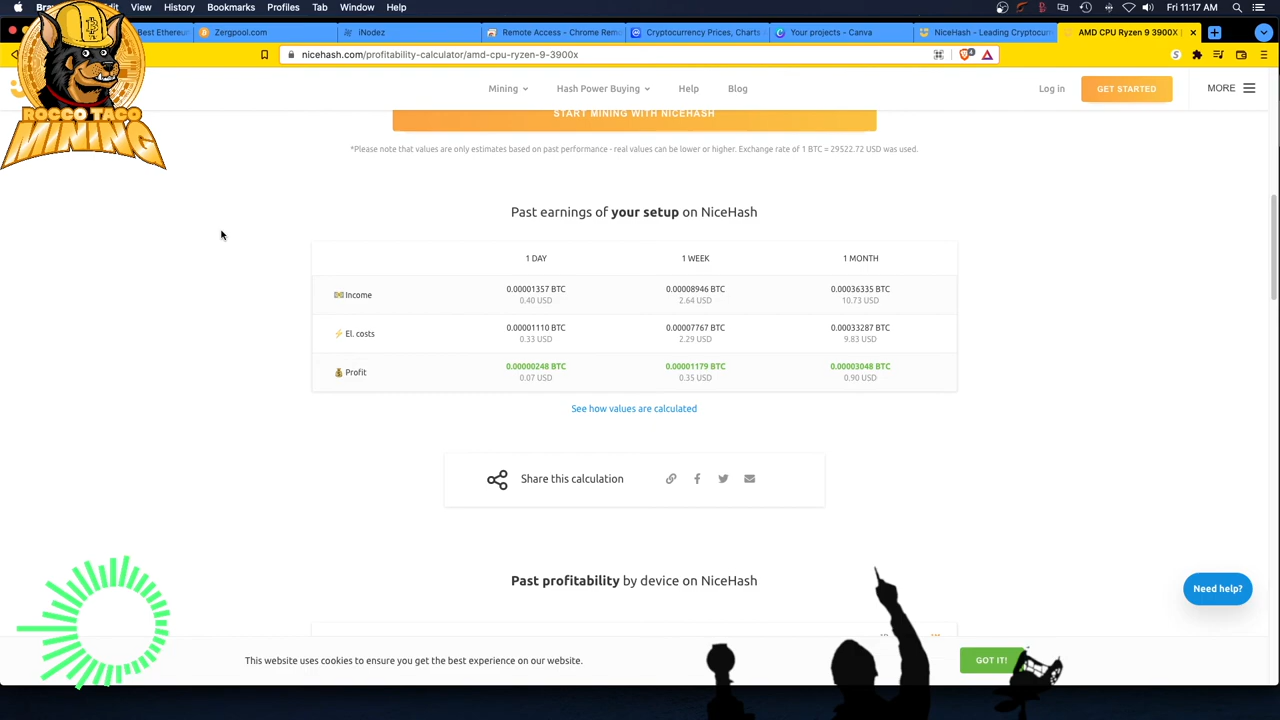 Edit View History Bookmarks Profiles Tab Window Help
Fri 11:17 AM
Best Ethereu
Zergpool.com
iNodez
Remote Access - Chrome Rem
Cryptocurrency Prices, Charts
Your projects - Canva
NiceHash - Leading Cryptocurr
AMD CPU Ryzen 9 3900X
nicehash.com/profitability-calculator/amd-cpu-ryzen-9-3900x
ROCCO TACO
MINING
Mining Hash Power Buying Help Blog
Log in
GET STARTED
MORE
START MINING WITH NICEHASH
*Please note that values are only estimates based on past performance - real values can be lower or higher. Exchange rate of 1 BTC = 29522.72 USD was used.
Past earnings of your setup on NiceHash
1 DAY 1 WEEK 1 MONTH
Income
0.00001357 BTC 0.00008946 BTC 0.00036335 BTC
0.40 USD 2.64 USD 10.73 USD
El. costs
0.00001110 BTC 0.00007767 BTC 0.00033287 BTC
0.33 USD 2.29 USD 9.83 USD
Profit
0.00000248 BTC 0.00001179 BTC 0.00003048 BTC
0.07 USD 0.35 USD 0.90 USD
See how values are calculated
Share this calculation
Past profitability by device on NiceHash
Need help?
This website uses cookies to ensure you get the best experience on our website.
GOT IT!